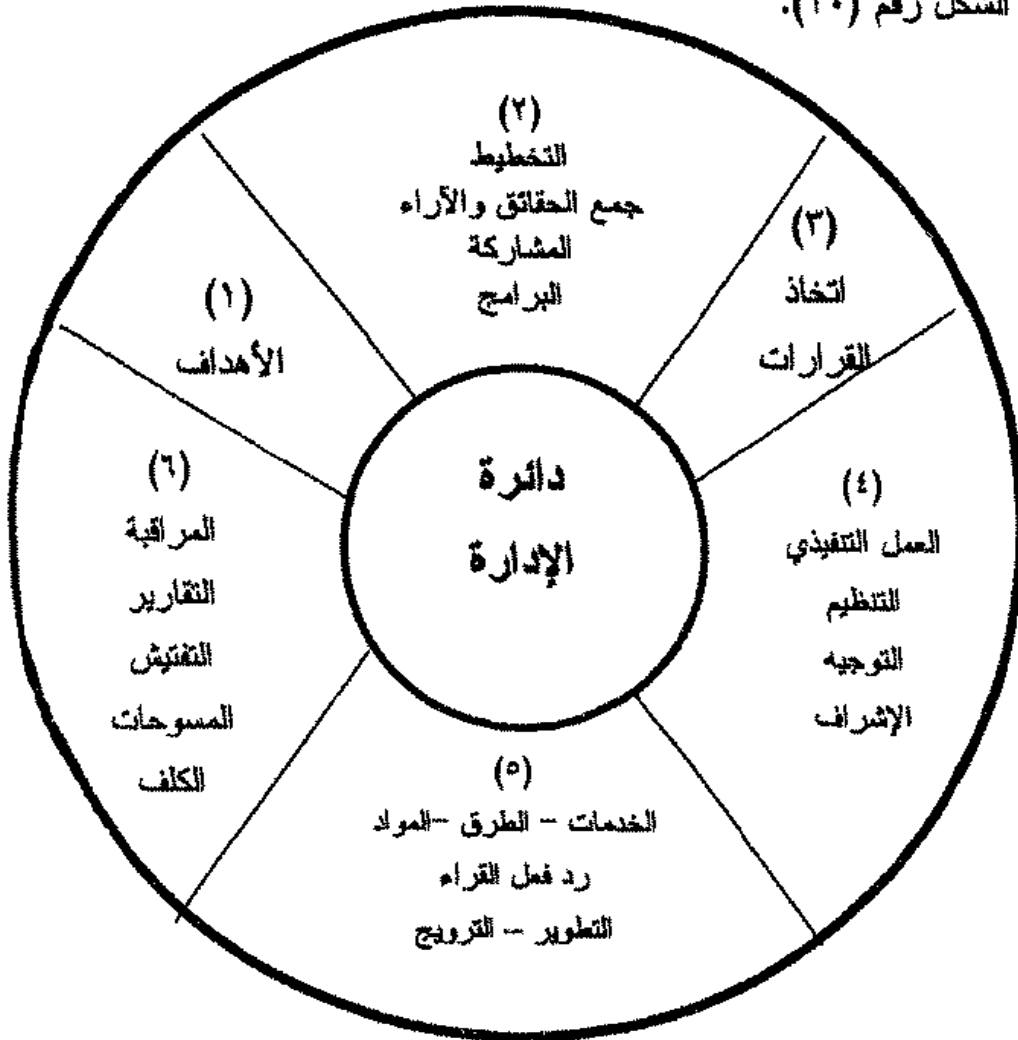 الشكل رقم (٢٠).
(١)
الأهداف
(٢)
التخطيط
جمع الحقائق والآراء
المشاركة
البرامج
(٣)
اتخاذ
القرارات
(٤)
العمل التنفيذي
التنظيم
التوجيه
الإشراف
(٥)
الخدمات - الطرق -المواد
رد فعل القراء
التطوير - الترويج
(٦)
المراقبة
التقارير
التفتيش
المسوحات
الكلف
دائرة
الإدارة